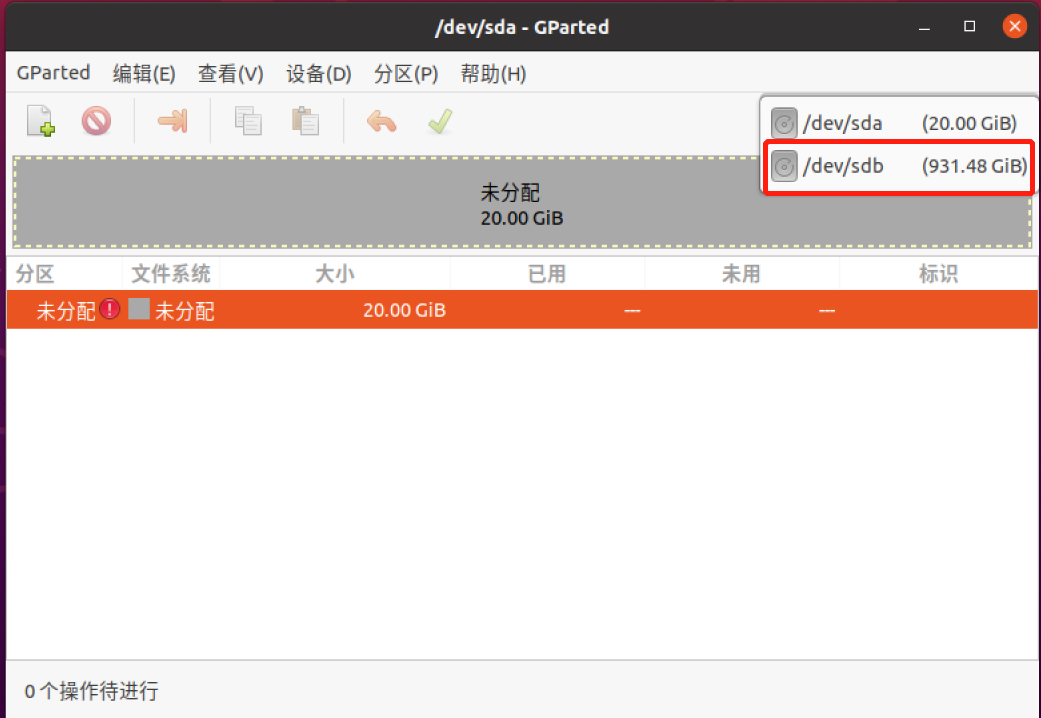 /dev/sda - GParted
GParted 编辑(E) 查看(V) 设备(D) 分区(P) 帮助(H)
/dev/sda (20.00 GiB)
/dev/sdb (931.48 GiB)
未分配
20.00 GiB
分区 文件系统 大小 已用 未用 标识
未分配 未分配 20.00 GiB --- ---
0 个操作待进行